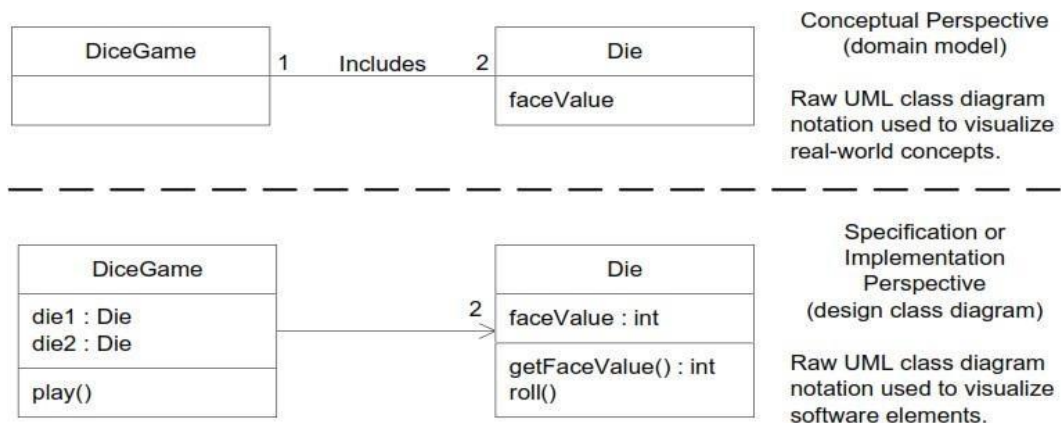 DiceGame
1 Includes 2
Die
faceValue
Conceptual Perspective
(domain model)
Raw UML class diagram
notation used to visualize
real-world concepts.
DiceGame
die1 : Die
die2 : Die
play()
2
Die
faceValue : int
getFaceValue() : int
roll()
Specification or
Implementation
Perspective
(design class diagram)
Raw UML class diagram
notation used to visualize
software elements.